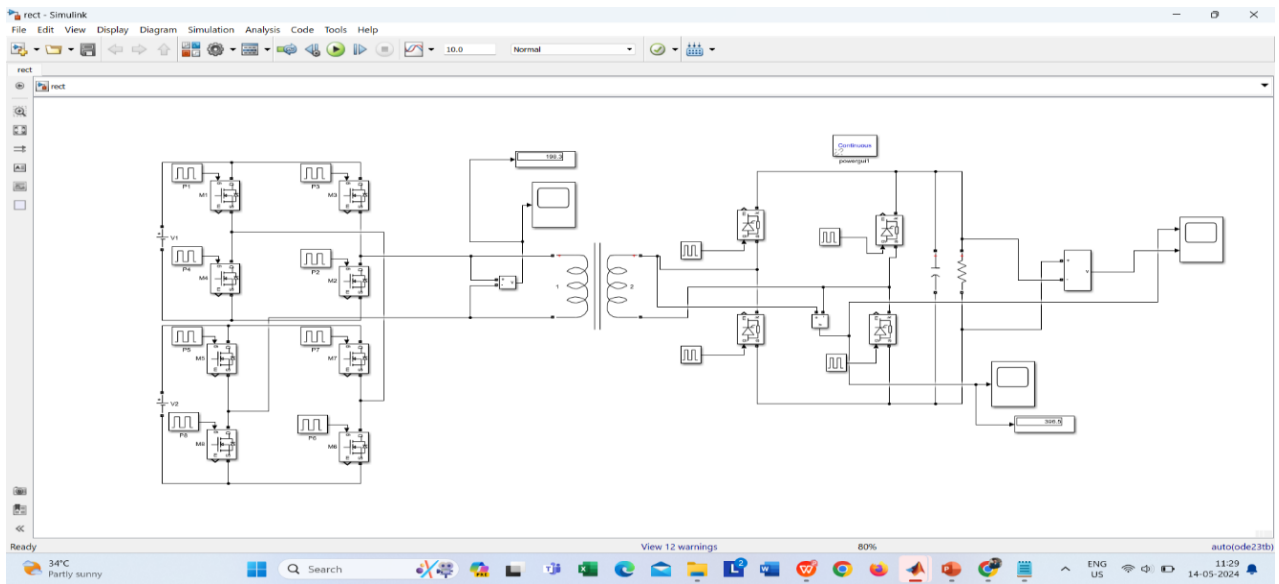 rect - Simulink
File Edit View Display Diagram Simulation Analysis Code Tools Help
10.0 Normal
rect
rect
Continuous
powergui1
P1
M1
P3
M3
V1
P4
M4
P2
M2
1
2
P5
M5
P7
M7
V2
P8
M8
P6
M6
Ready
View 12 warnings
80%
auto(ode23tb)
34°C
Partly sunny
Search
ENG
US
11:29
14-05-2024